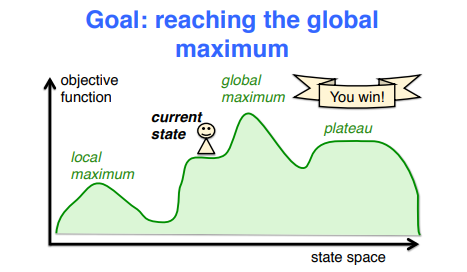 Goal: reaching the global
maximum
objective
function
global
maximum
You win!
current
state
plateau
local
maximum
state space